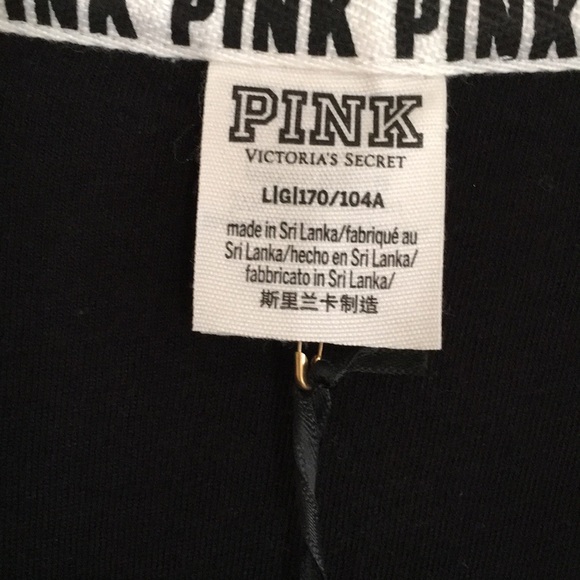 PINK PINK PINK
PINK
VICTORIA'S SECRET
L|G|170/104A
made in Sri Lanka/fabriqué au
Sri Lanka/hecho en Sri Lanka/
fabbricato in Sri Lanka/
斯里兰卡制造